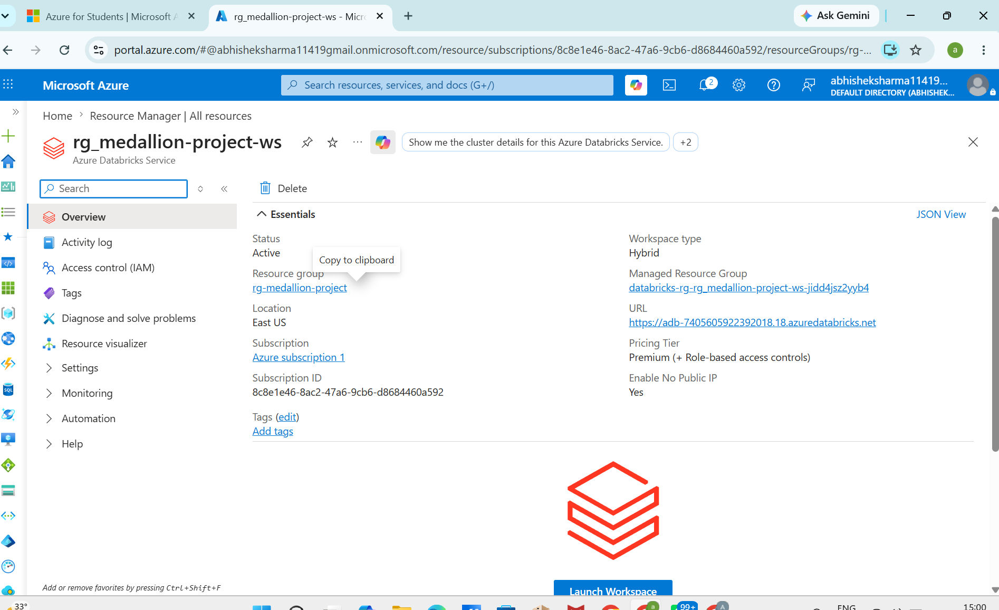 Azure for Students | Microsoft A
rg_medallion-project-ws - Micro
Ask Gemini
portal.azure.com/#@abhisheksharma11419gmail.onmicrosoft.com/resource/subscriptions/8c8e1e46-8ac2-47a6-9cb6-d8684460a592/resourceGroups/rg-...
a
Microsoft Azure
Search resources, services, and docs (G+/)
2
abhisheksharma11419...
DEFAULT DIRECTORY (ABHISHEK...
Home > Resource Manager | All resources
rg_medallion-project-ws
...
Show me the cluster details for this Azure Databricks Service.
+2
Azure Databricks Service
Search
Delete
Overview
Activity log
Access control (IAM)
Tags
Diagnose and solve problems
Resource visualizer
Settings
Monitoring
Automation
Help
Essentials
JSON View
Status
Active
Copy to clipboard
Resource group
rg-medallion-project
Location
East US
Subscription
Azure subscription 1
Subscription ID
8c8e1e46-8ac2-47a6-9cb6-d8684460a592
Tags (edit)
Add tags
Workspace type
Hybrid
Managed Resource Group
databricks-rg-rg_medallion-project-ws-jidd4jsz2yyb4
URL
https://adb-7405605922392018.18.azuredatabricks.net
Pricing Tier
Premium (+ Role-based access controls)
Enable No Public IP
Yes
Launch Workspace
Add or remove favorites by pressing Ctrl+Shift+F
SQL
33°
a
99+
A
ENG
15:00